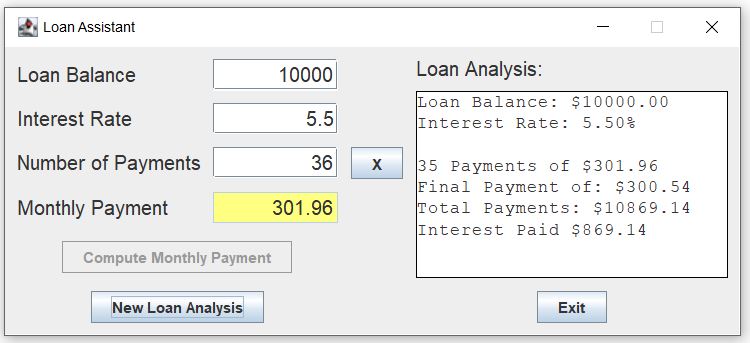 Loan Assistant
Loan Balance 10000
Interest Rate 5.5
Number of Payments 36 X
Monthly Payment 301.96
Compute Monthly Payment
New Loan Analysis
Loan Analysis:
Loan Balance: $10000.00
Interest Rate: 5.50%
35 Payments of $301.96
Final Payment of: $300.54
Total Payments: $10869.14
Interest Paid $869.14
Exit